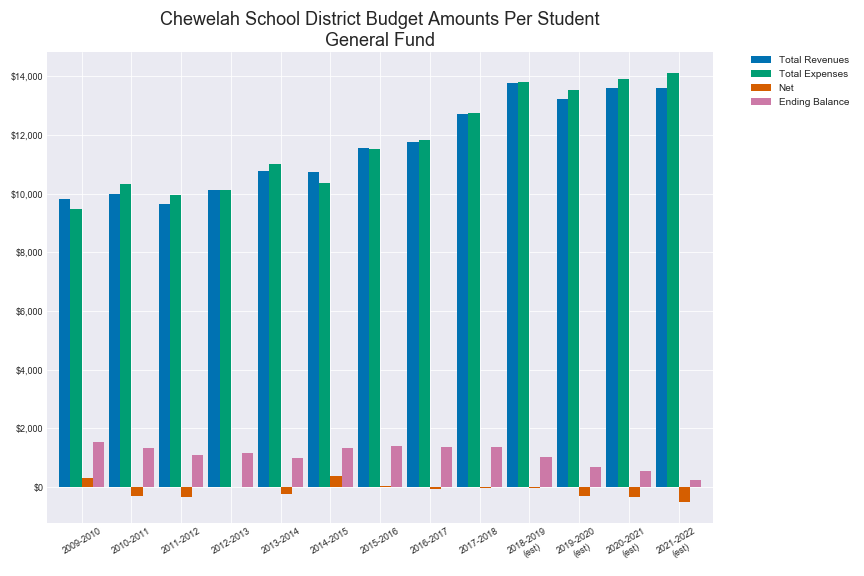 Chewelah School District Budget Amounts Per Student
General Fund
Total Revenues
Total Expenses
Net
Ending Balance
$14,000
$12,000
$10,000
$8,000
$6,000
$4,000
$2,000
$0
2009-2010
2010-2011
2011-2012
2012-2013
2013-2014
2014-2015
2015-2016
2016-2017
2017-2018
2018-2019
(est)
2019-2020
(est)
2020-2021
(est)
2021-2022
(est)